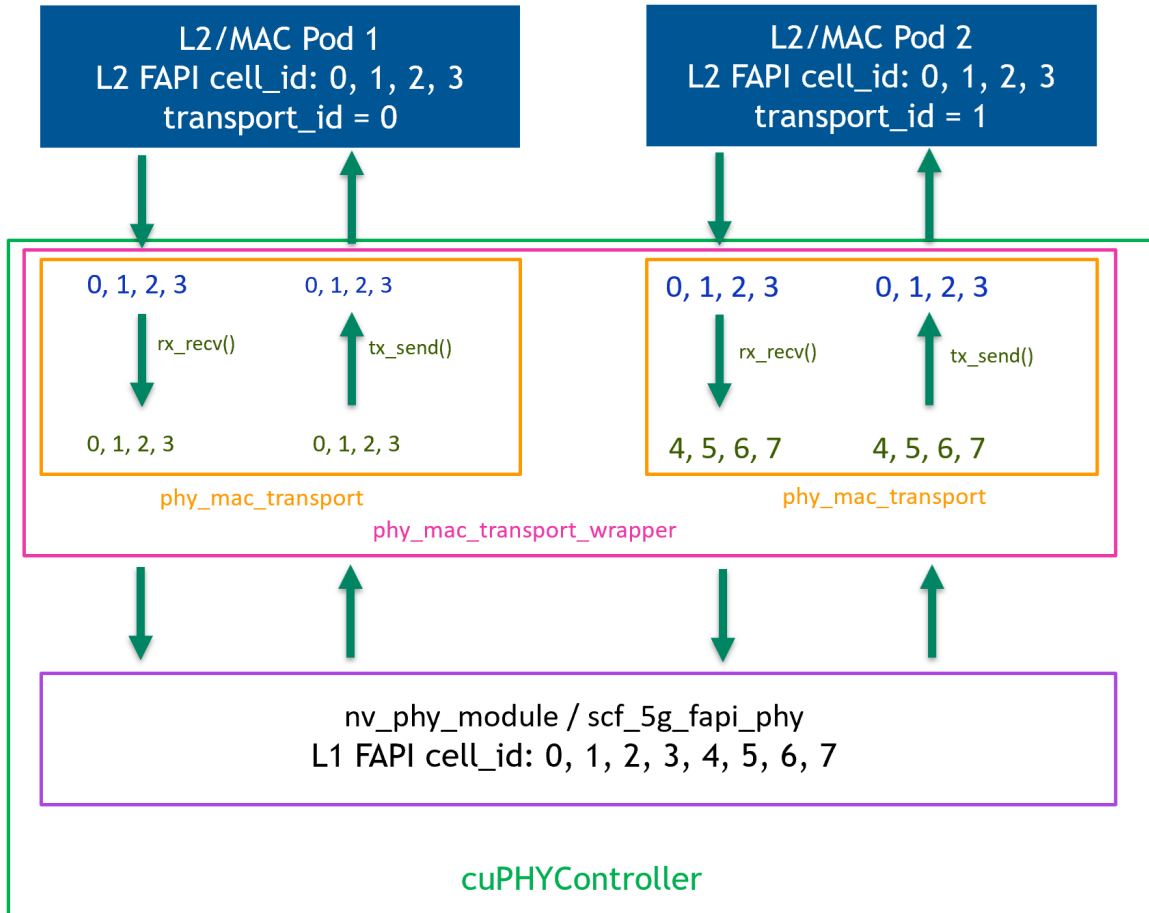 L2/MAC Pod 1
L2 FAPI cell_id: 0, 1, 2, 3
transport_id = 0
L2/MAC Pod 2
L2 FAPI cell_id: 0, 1, 2, 3
transport_id = 1
0, 1, 2, 3
0, 1, 2, 3
rx_recv()
tx_send()
0, 1, 2, 3
0, 1, 2, 3
phy_mac_transport
0, 1, 2, 3
0, 1, 2, 3
rx_recv()
tx_send()
4, 5, 6, 7
4, 5, 6, 7
phy_mac_transport
phy_mac_transport_wrapper
nv_phy_module / scf_5g_fapi_phy
L1 FAPI cell_id: 0, 1, 2, 3, 4, 5, 6, 7
cuPHYController